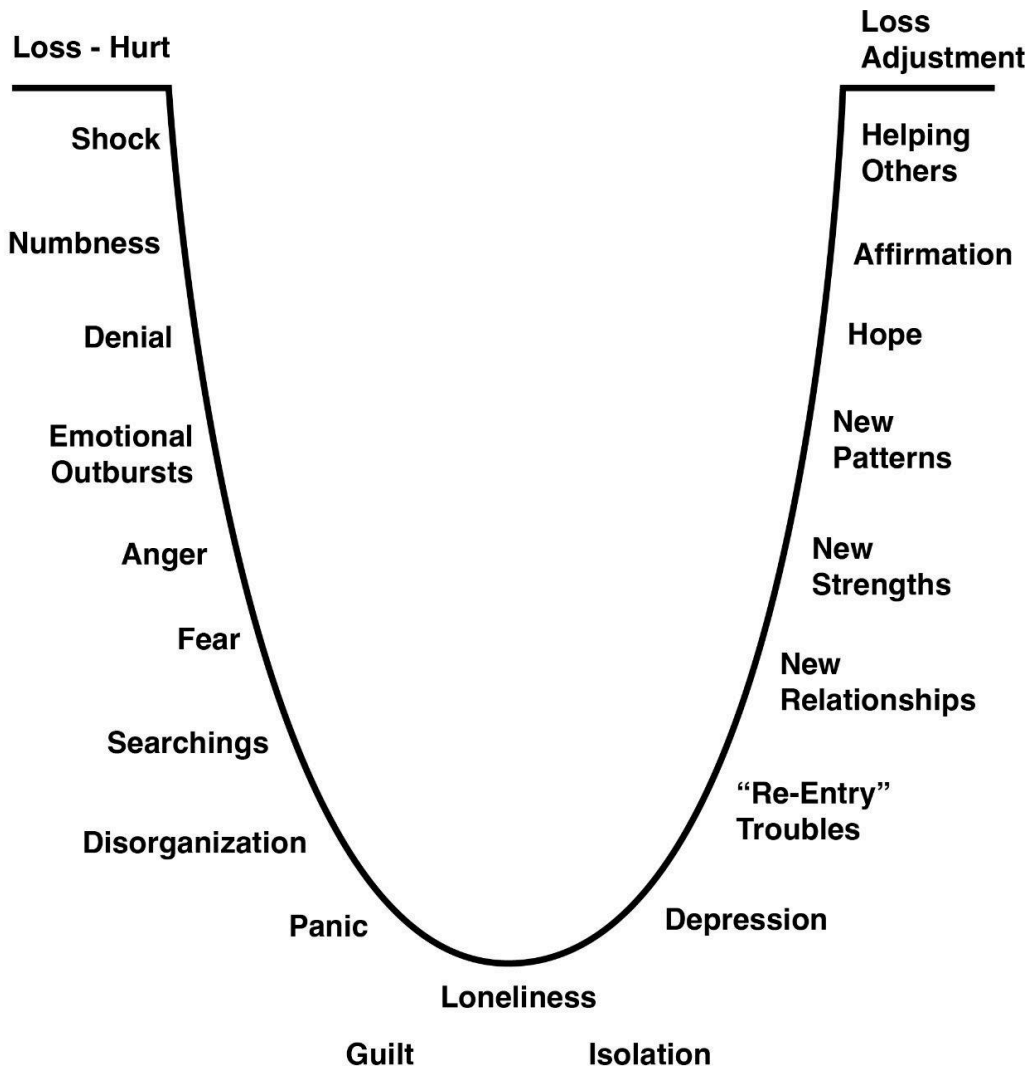 Loss - Hurt
Shock
Numbness
Denial
Emotional
Outbursts
Anger
Fear
Searchings
Disorganization
Panic
Guilt
Loneliness
Isolation
Depression
“Re-Entry”
Troubles
New
Relationships
New
Strengths
New
Patterns
Hope
Affirmation
Helping
Others
Loss
Adjustment